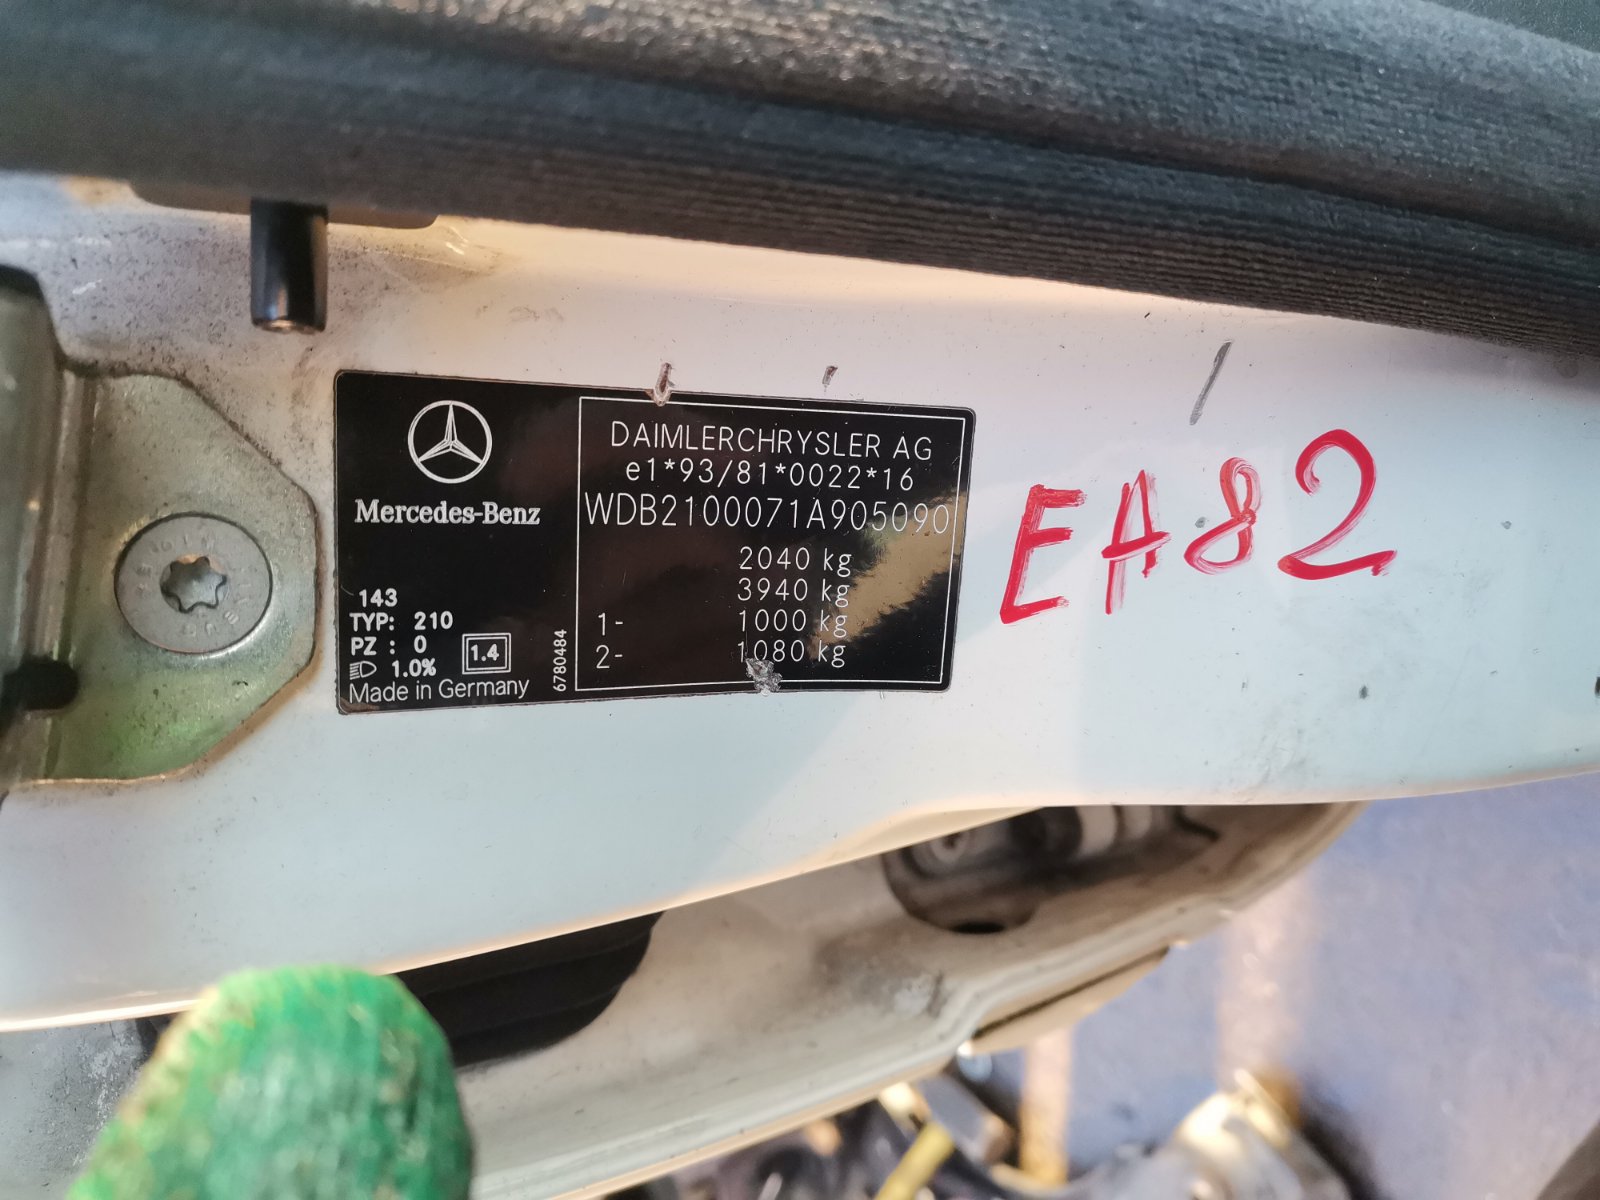 Mercedes-Benz
143
TYP: 210
PZ : 0
1.0%
1.4
Made in Germany
6780484
DAIMLERCHRYSLER AG
e1*93/81*0022*16
WDB2100071A905090
2040 kg
3940 kg
1- 1000 kg
2- 1080 kg
EA82